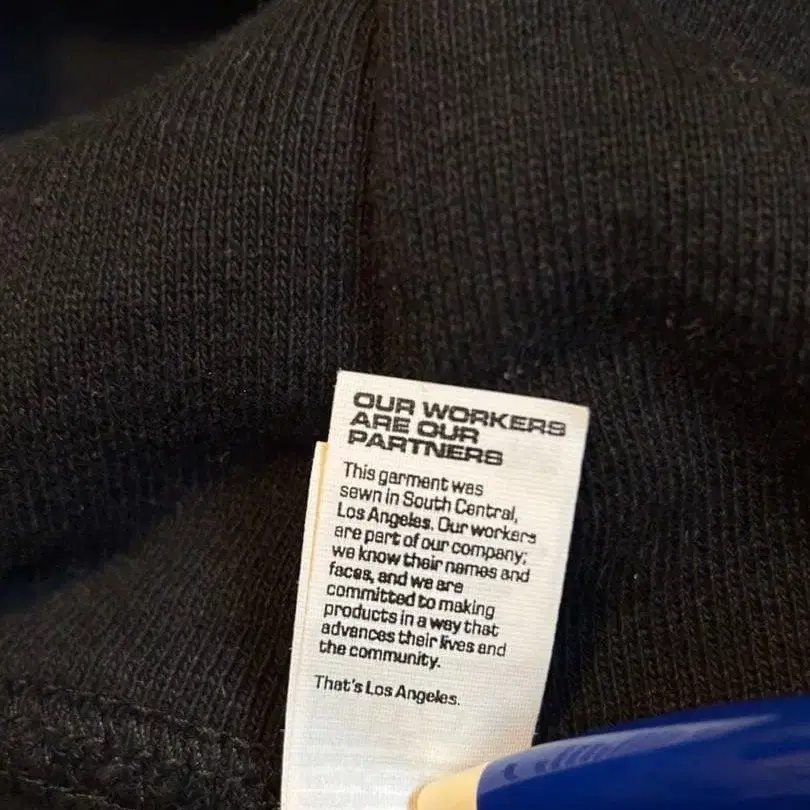 OUR WORKERS
ARE OUR
PARTNERS
This garment was
sewn in South Central,
Los Angeles. Our workers
are part of our company;
we know their names and
faces, and we are
committed to making
products in a way that
advances their lives and
the community.
That's Los Angeles.